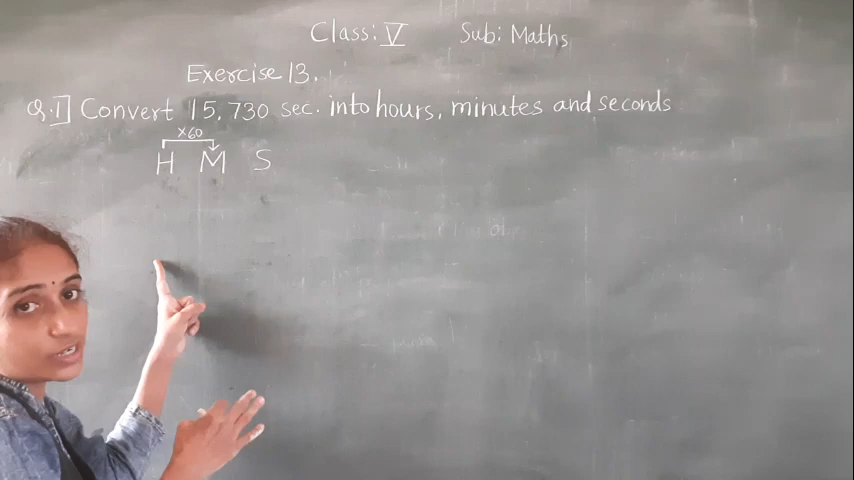 Class: V Sub: Maths
Exercise 13.
Q.1] Convert 15,730 sec. into hours, minutes and seconds
×60
H M S